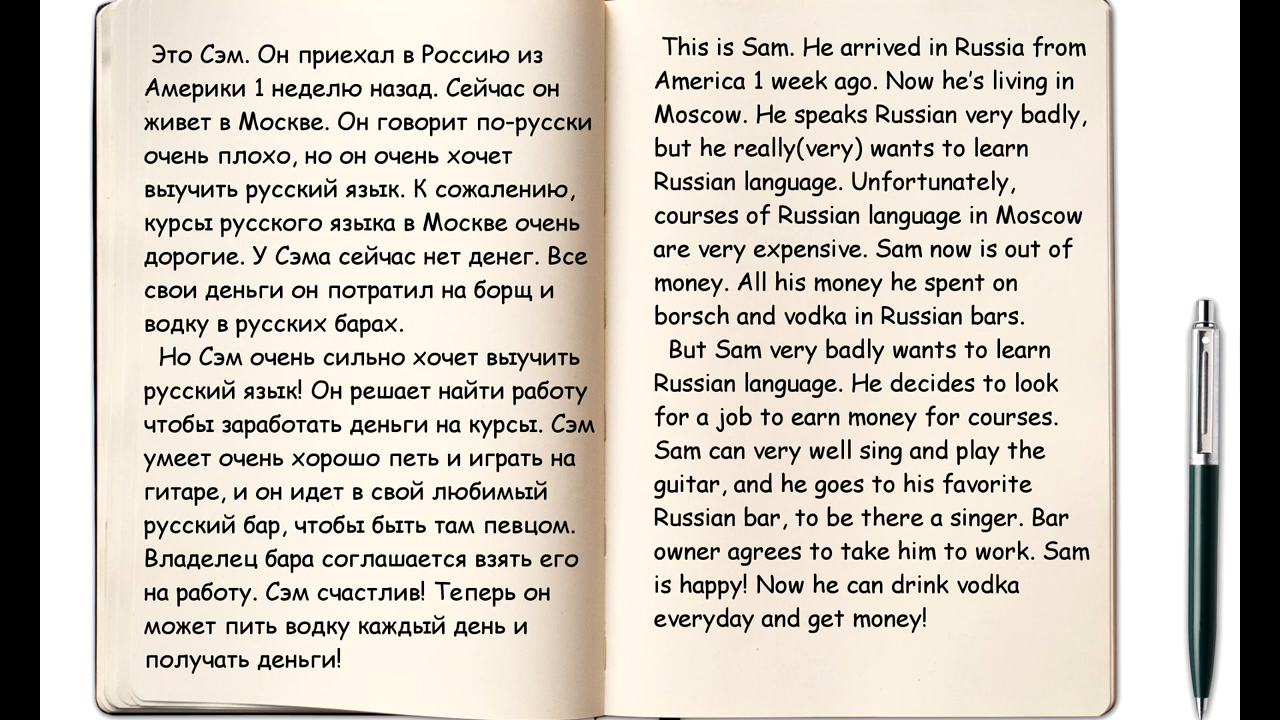 Это Сэм. Он приехал в Россию из
Америки 1 неделю назад. Сейчас он
живет в Москве. Он говорит по-русски
очень плохо, но он очень хочет
выучить русский язык. К сожалению,
курсы русского языка в Москве очень
дорогие. У Сэма сейчас нет денег. Все
свои деньги он потратил на борщ и
водку в русских барах.
Но Сэм очень сильно хочет выучить
русский язык! Он решает найти работу
чтобы заработать деньги на курсы. Сэм
умеет очень хорошо петь и играть на
гитаре, и он идет в свой любимый
русский бар, чтобы быть там певцом.
Владелец бара соглашается взять его
на работу. Сэм счастлив! Теперь он
может пить водку каждый день и
получать деньги!
This is Sam. He arrived in Russia from
America 1 week ago. Now he's living in
Moscow. He speaks Russian very badly,
but he really(very) wants to learn
Russian language. Unfortunately,
courses of Russian language in Moscow
are very expensive. Sam now is out of
money. All his money he spent on
borsch and vodka in Russian bars.
But Sam very badly wants to learn
Russian language. He decides to look
for a job to earn money for courses.
Sam can very well sing and play the
guitar, and he goes to his favorite
Russian bar, to be there a singer. Bar
owner agrees to take him to work. Sam
is happy! Now he can drink vodka
everyday and get money!